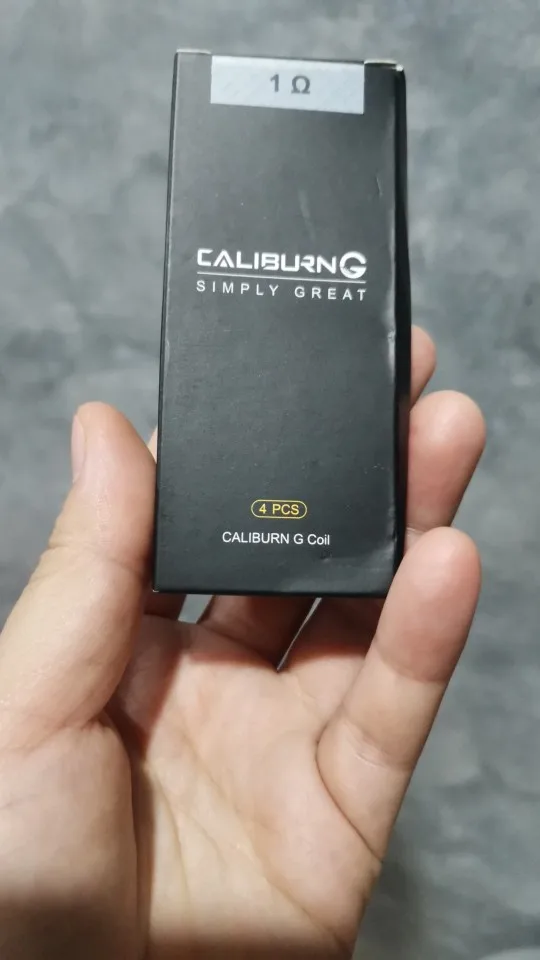 1 Ω
CALIBURN G
SIMPLY GREAT
4 PCS
CALIBURN G Coil